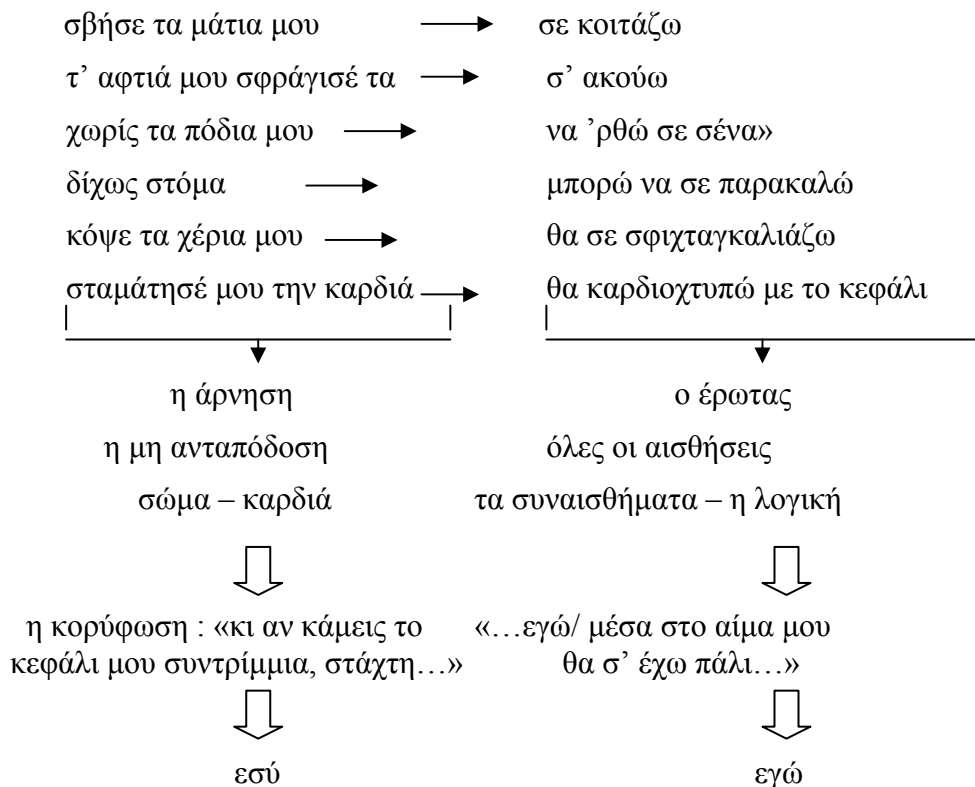 σβήσε τα μάτια μου σε κοιτάζω
τ’ αφτιά μου σφράγισέ τα σ’ ακούω
χωρίς τα πόδια μου να ’ρθώ σε σένα»
δίχως στόμα μπορώ να σε παρακαλώ
κόψε τα χέρια μου θα σε σφιχταγκαλιάζω
σταμάτησέ μου την καρδιά θα καρδιοχτυπώ με το κεφάλι
η άρνηση ο έρωτας
η μη ανταπόδοση όλες οι αισθήσεις
σώμα – καρδιά τα συναισθήματα – η λογική
η κορύφωση : «κι αν κάμεις το «…εγώ/ μέσα στο αίμα μου
κεφάλι μου συντρίμμια, στάχτη…» θα σ’ έχω πάλι…»
εσύ εγώ